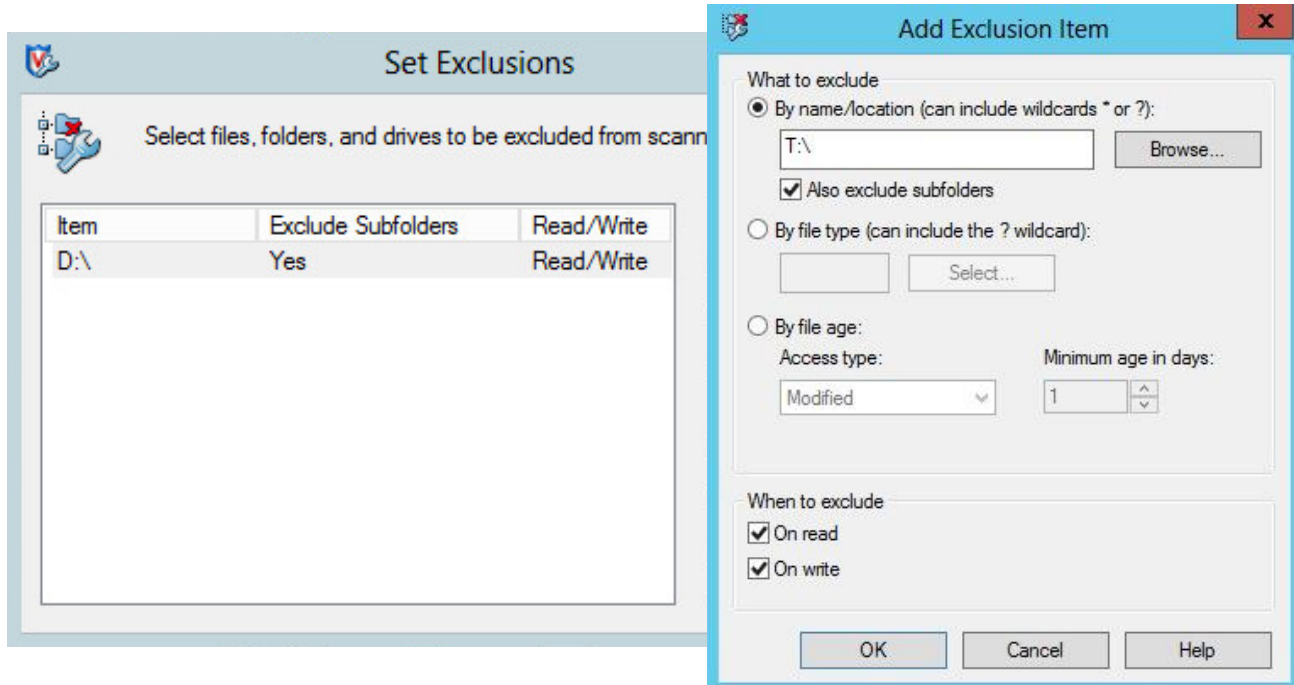 Set Exclusions
Select files, folders, and drives to be excluded from scann
Item Exclude Subfolders Read/Write
D:\ Yes Read/Write
Add Exclusion Item
x
What to exclude
By name/location (can include wildcards * or ?):
T:\
Browse...
Also exclude subfolders
By file type (can include the ? wildcard):
Select...
By file age:
Access type: Minimum age in days:
Modified 1
When to exclude
On read
On write
OK Cancel Help